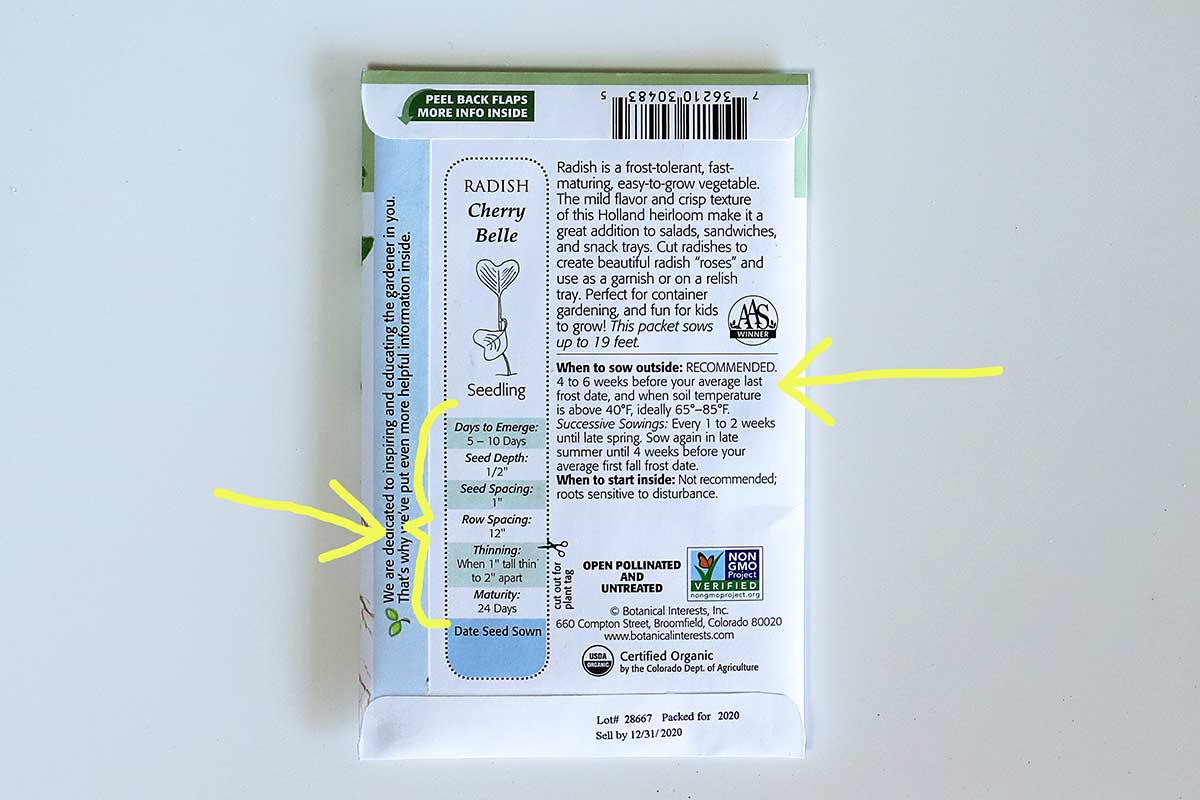 PEEL BACK FLAPS
MORE INFO INSIDE
7 36210 30483 5
We are dedicated to inspiring and educating the gardener in you.
That's why we've put even more helpful information inside.
RADISH
Cherry
Belle
Seedling
Days to Emerge:
5 – 10 Days
Seed Depth:
1/2"
Seed Spacing:
1"
Row Spacing:
12"
Thinning:
When 1" tall thin
to 2" apart
Maturity:
24 Days
Date Seed Sown
cut out for
plant tag
Radish is a frost-tolerant, fast-
maturing, easy-to-grow vegetable.
The mild flavor and crisp texture
of this Holland heirloom make it a
great addition to salads, sandwiches,
and snack trays. Cut radishes to
create beautiful radish “roses” and
use as a garnish or on a relish
tray. Perfect for container
gardening, and fun for kids
to grow! This packet sows
up to 19 feet.
AAS
WINNER
When to sow outside: RECOMMENDED.
4 to 6 weeks before your average last
frost date, and when soil temperature
is above 40°F, ideally 65°–85°F.
Successive Sowings: Every 1 to 2 weeks
until late spring. Sow again in late
summer until 4 weeks before your
average first fall frost date.
When to start inside: Not recommended;
roots sensitive to disturbance.
OPEN POLLINATED
AND
UNTREATED
NON
GMO
Project
VERIFIED
nongmoproject.org
© Botanical Interests, Inc.
660 Compton Street, Broomfield, Colorado 80020
www.botanicalinterests.com
USDA
ORGANIC
Certified Organic
by the Colorado Dept. of Agriculture
Lot# 28667 Packed for 2020
Sell by 12/31/2020